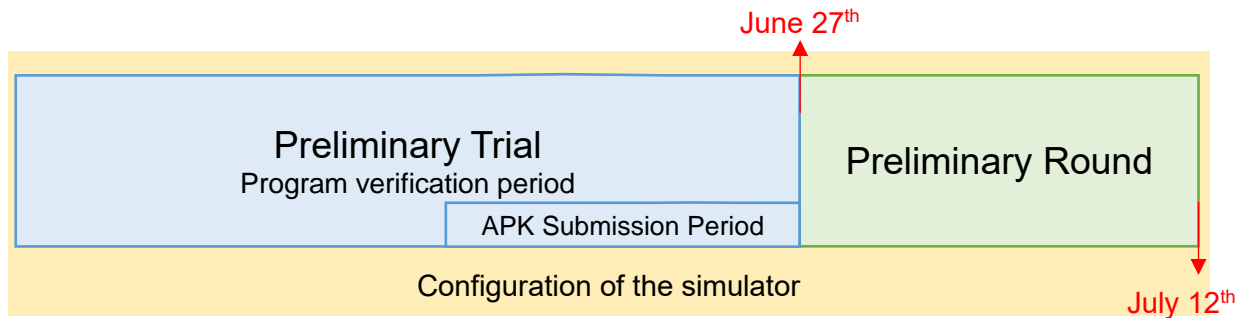 June 27th
Preliminary Trial
Program verification period
Preliminary Round
APK Submission Period
Configuration of the simulator
July 12th